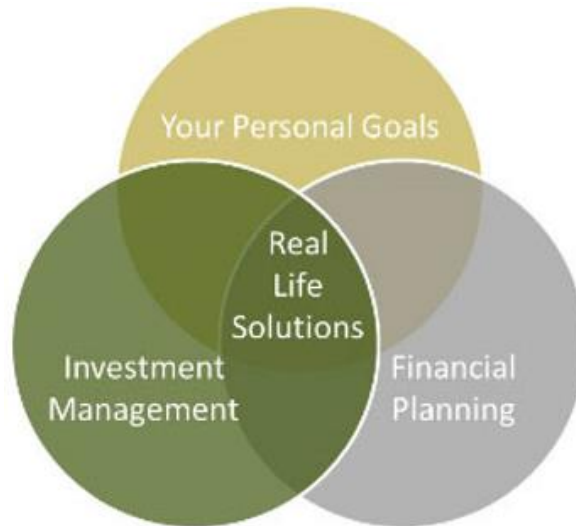 Your Personal Goals
Real
Life
Solutions
Investment
Management
Financial
Planning